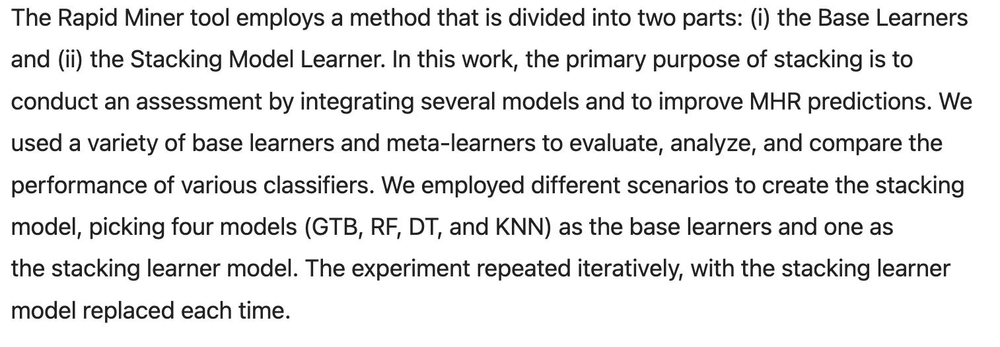 The Rapid Miner tool employs a method that is divided into two parts: (i) the Base Learners
and (ii) the Stacking Model Learner. In this work, the primary purpose of stacking is to
conduct an assessment by integrating several models and to improve MHR predictions. We
used a variety of base learners and meta-learners to evaluate, analyze, and compare the
performance of various classifiers. We employed different scenarios to create the stacking
model, picking four models (GTB, RF, DT, and KNN) as the base learners and one as
the stacking learner model. The experiment repeated iteratively, with the stacking learner
model replaced each time.